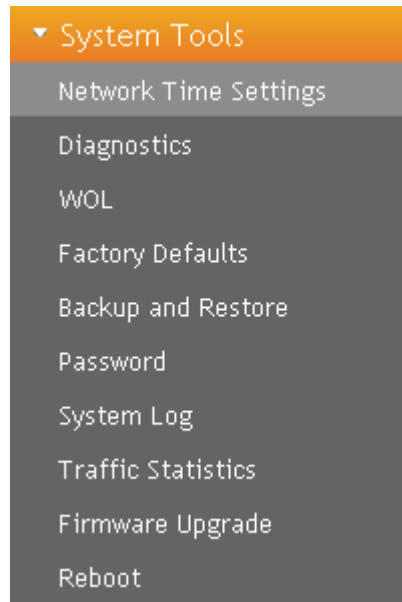 System Tools
Network Time Settings
Diagnostics
WOL
Factory Defaults
Backup and Restore
Password
System Log
Traffic Statistics
Firmware Upgrade
Reboot